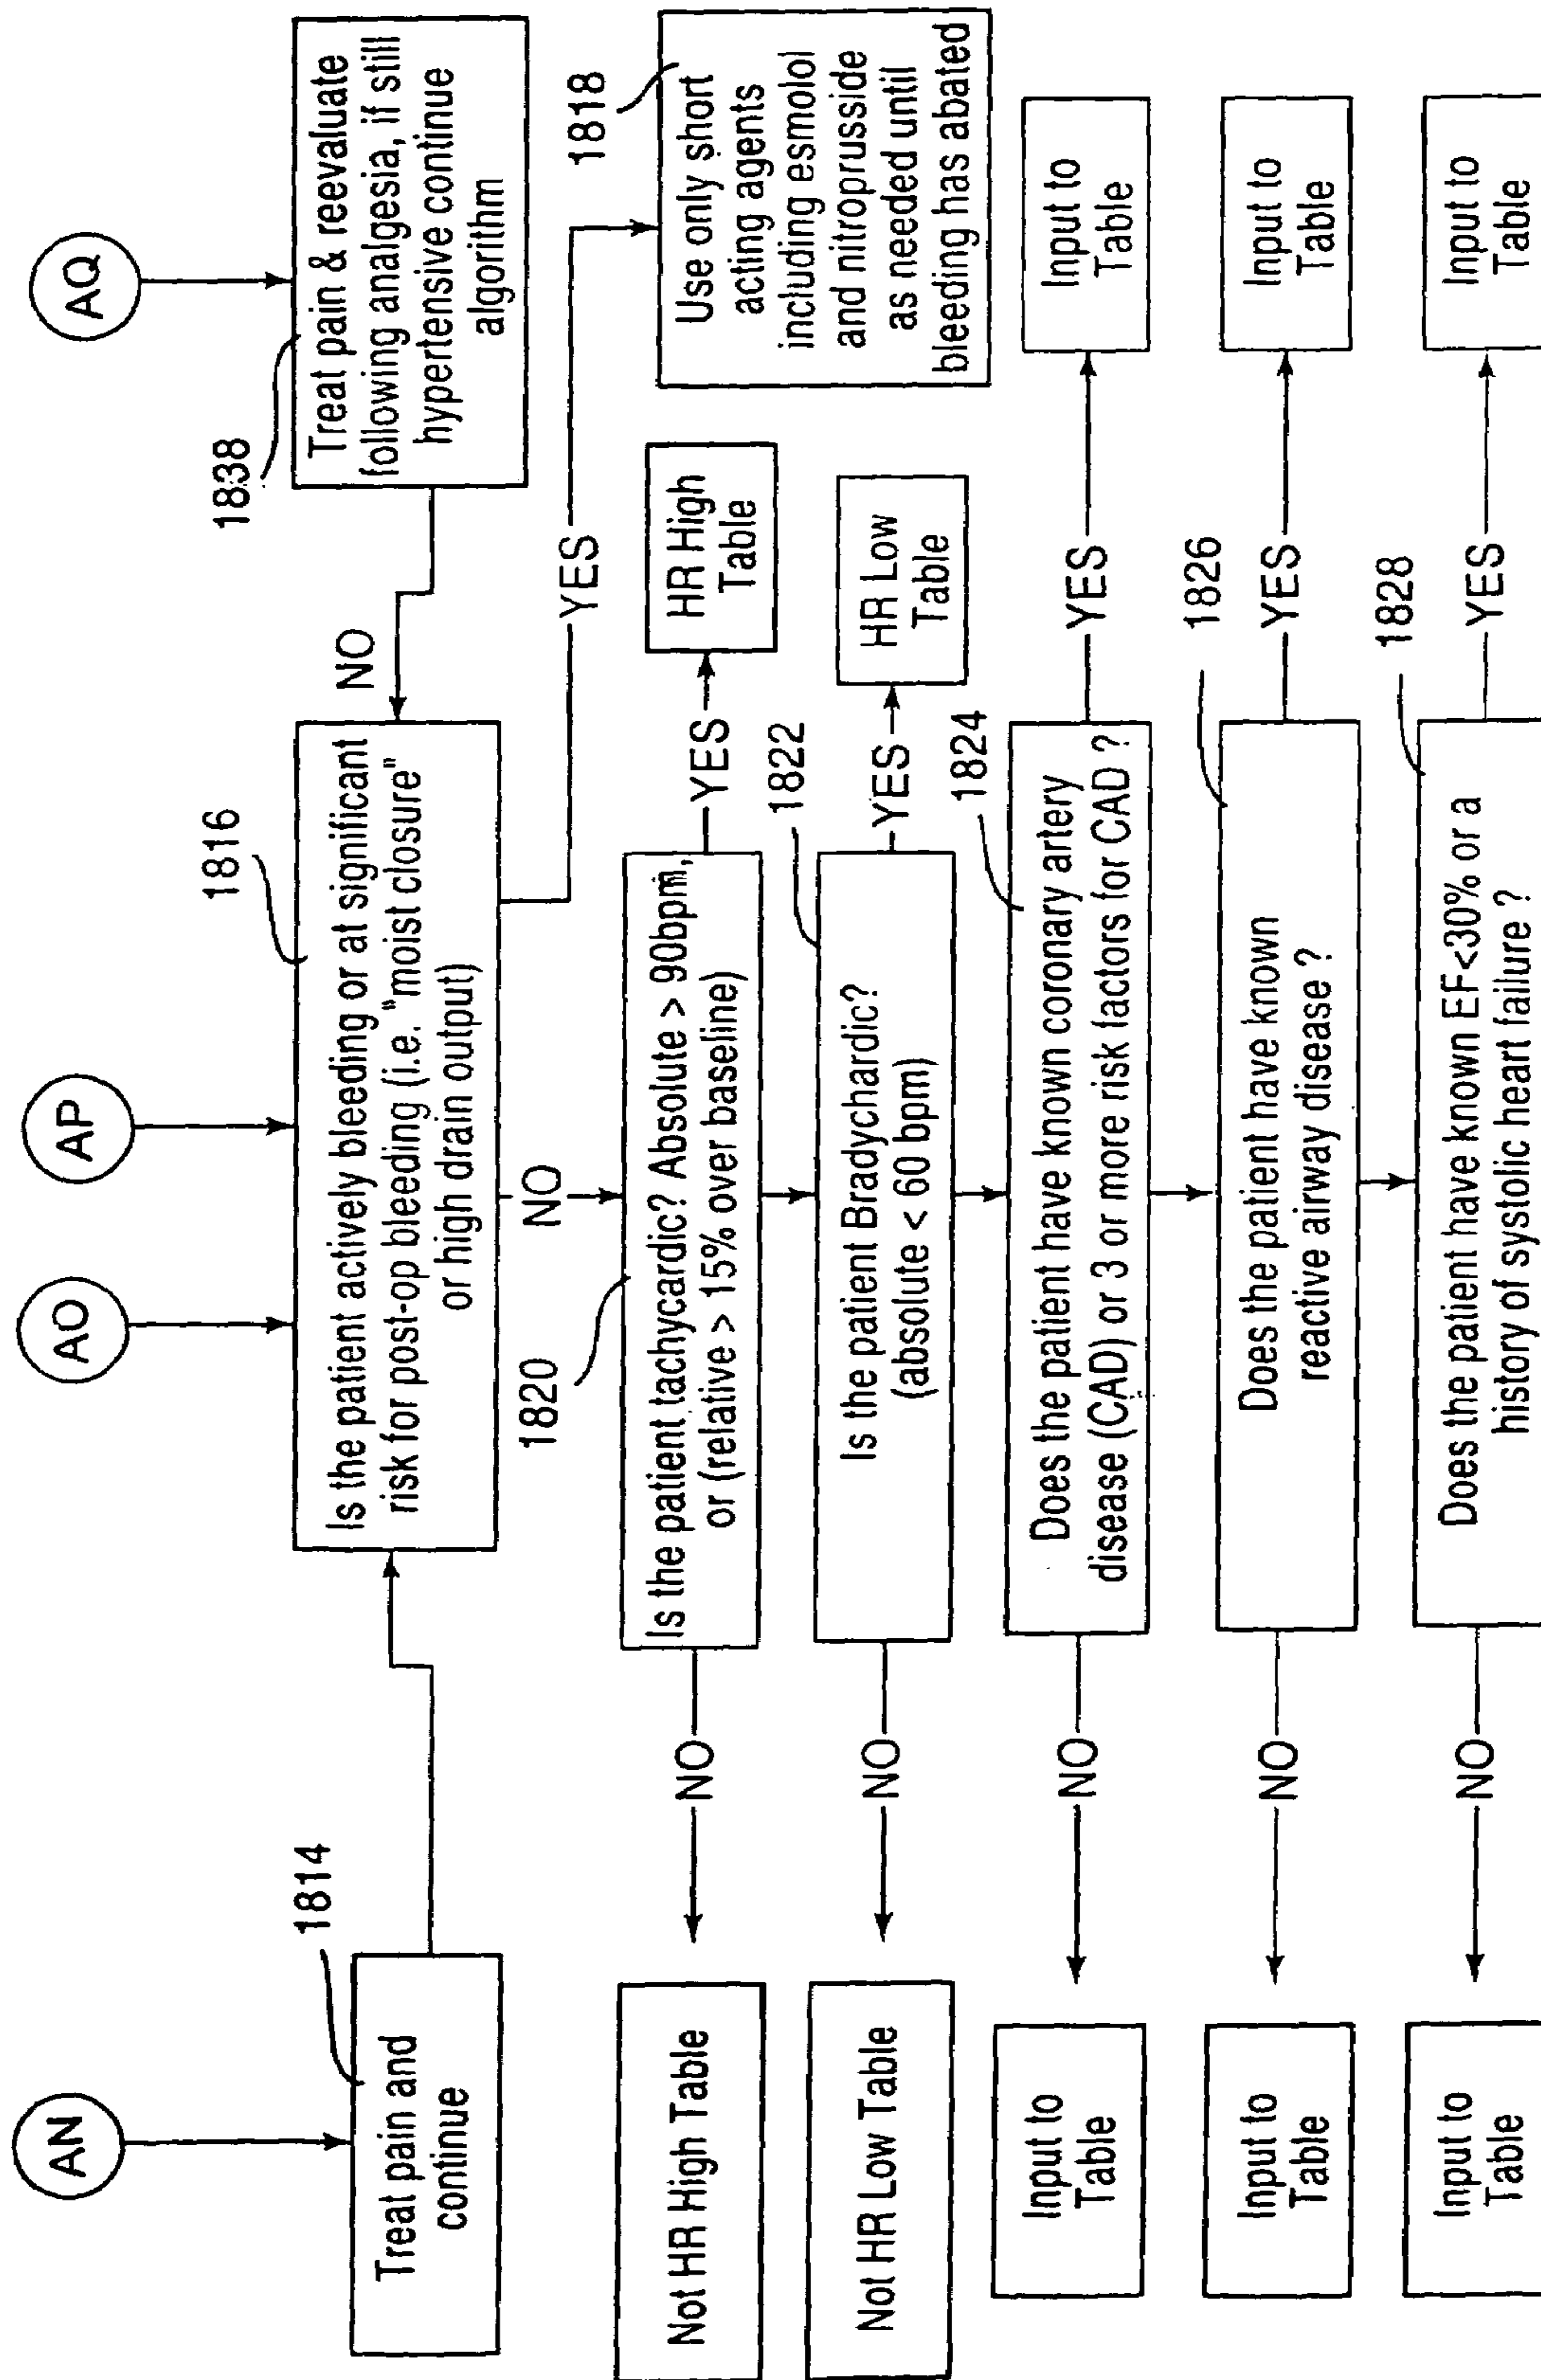 AN
AO
AP
AQ
1814
Treat pain and
continue
1816
Is the patient actively bleeding or at significant
risk for post-op bleeding (i.e. "moist closure"
or high drain output)
1838
Treat pain & reevaluate
following analgesia, if still
hypertensive continue
algorithm
NO
YES
1818
Use only short
acting agents
including esmolol
and nitroprusside
as needed until
bleeding has abated
NO
1820
Not HR High Table
NO
Is the patient tachycardic? Absolute > 90bpm,
or (relative > 15% over baseline)
YES
HR High
Table
1822
Not HR Low Table
NO
Is the patient Bradychardic?
(absolute < 60 bpm)
YES
HR Low
Table
1824
Input to
Table
NO
Does the patient have known coronary artery
disease (CAD) or 3 or more risk factors for CAD ?
YES
Input to
Table
1826
Input to
Table
NO
Does the patient have known
reactive airway disease ?
YES
Input to
Table
1828
Input to
Table
NO
Does the patient have known EF<30% or a
history of systolic heart failure ?
YES
Input to
Table